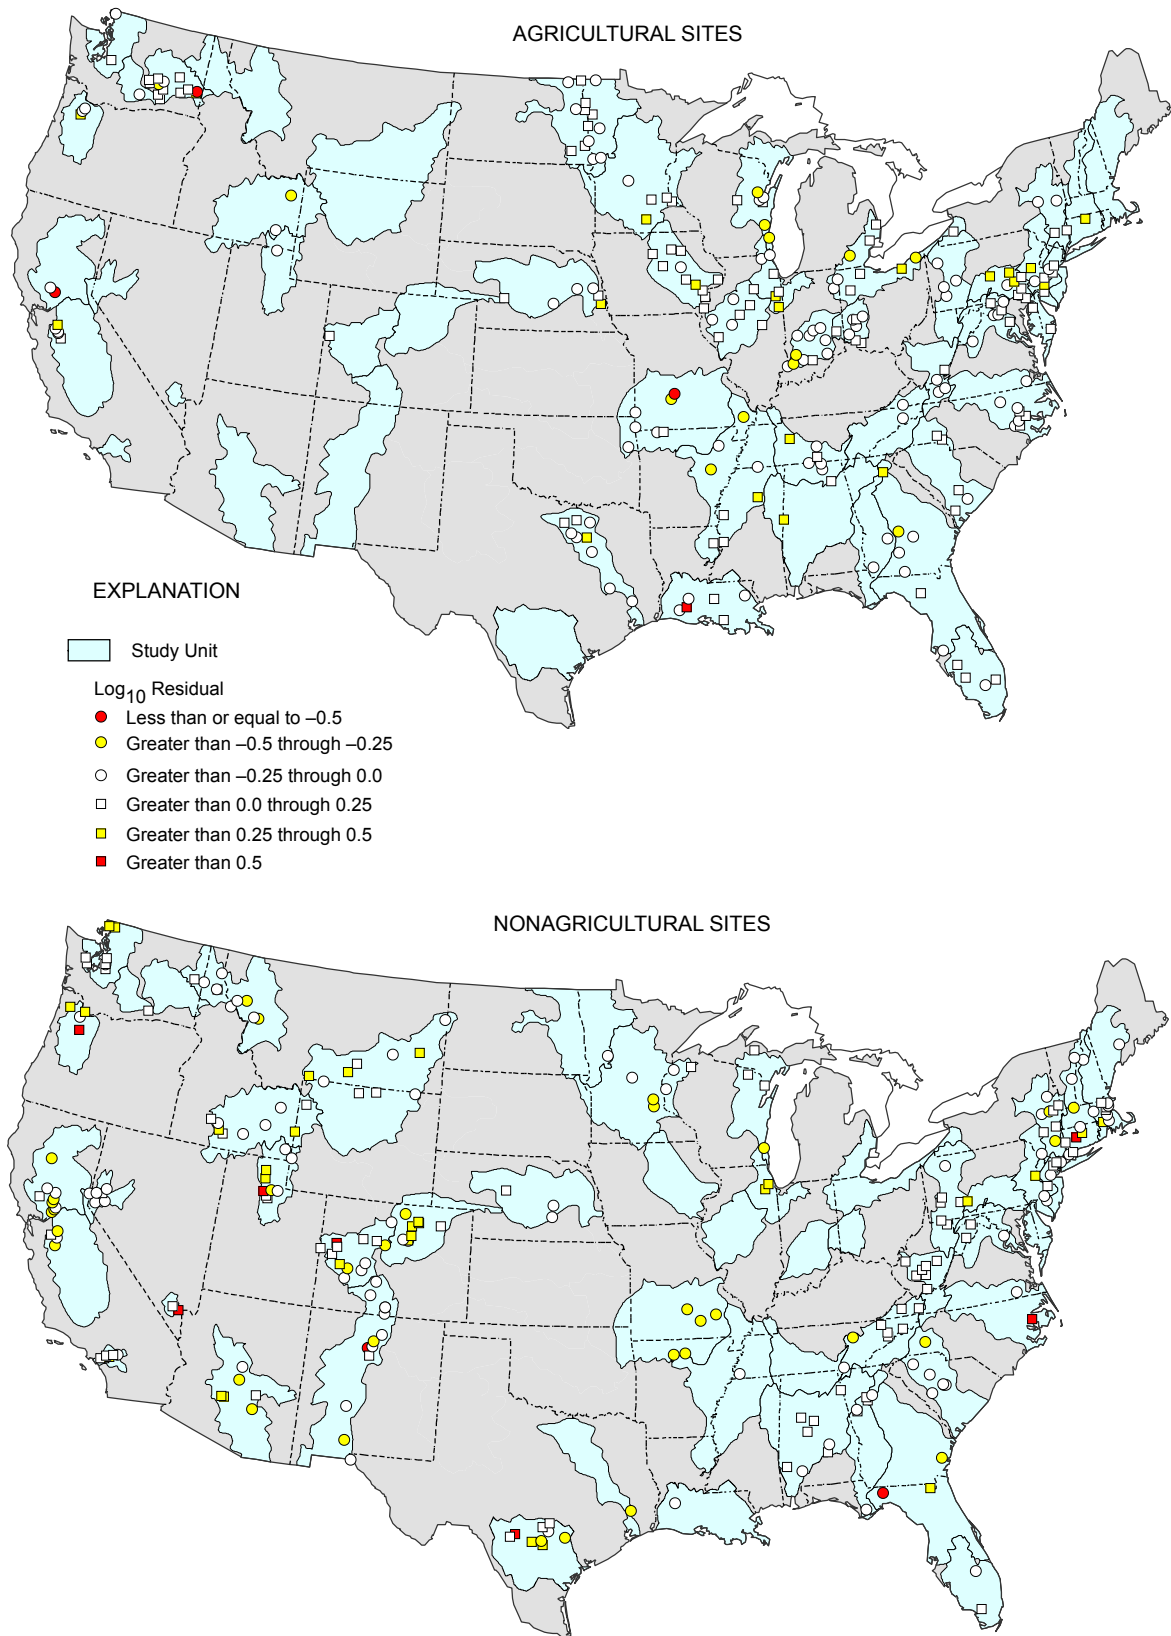 AGRICULTURAL SITES
EXPLANATION
Study Unit
Log10 Residual
Less than or equal to –0.5
Greater than –0.5 through –0.25
Greater than –0.25 through 0.0
Greater than 0.0 through 0.25
Greater than 0.25 through 0.5
Greater than 0.5
NONAGRICULTURAL SITES